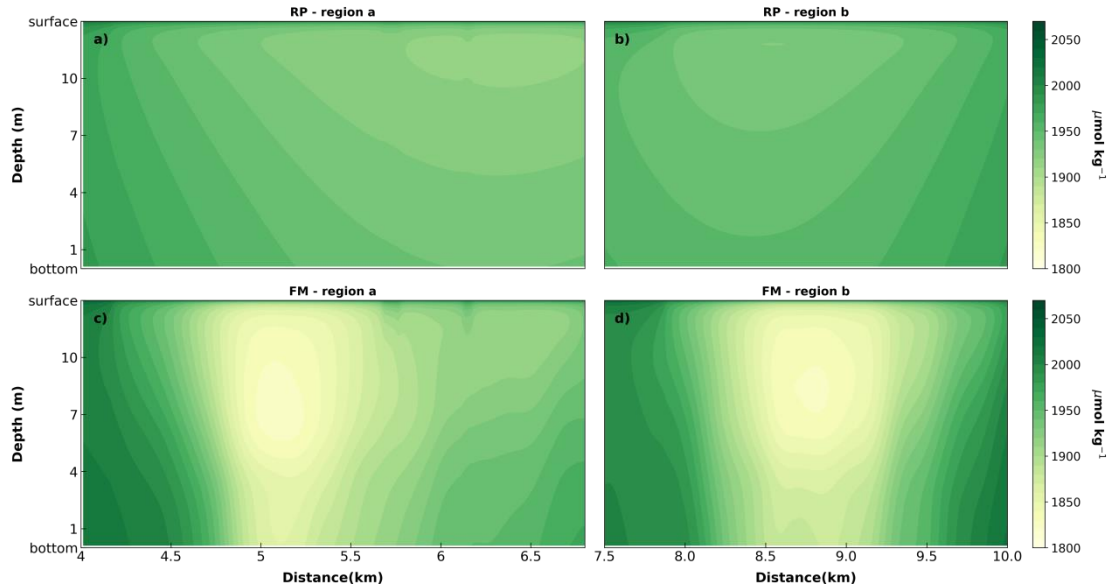 RP - region a
RP - region b
surface
a)
b)
10
7
4
1
bottom
Depth (m)
2050
2000
1950
1900
1850
1800
μmol kg⁻¹
FM - region a
FM - region b
surface
c)
d)
10
7
4
1
bottom
Depth (m)
2050
2000
1950
1900
1850
1800
μmol kg⁻¹
4 4.5 5 5.5 6 6.5
7.5 8.0 8.5 9.0 9.5 10.0
Distance(km)
Distance(km)